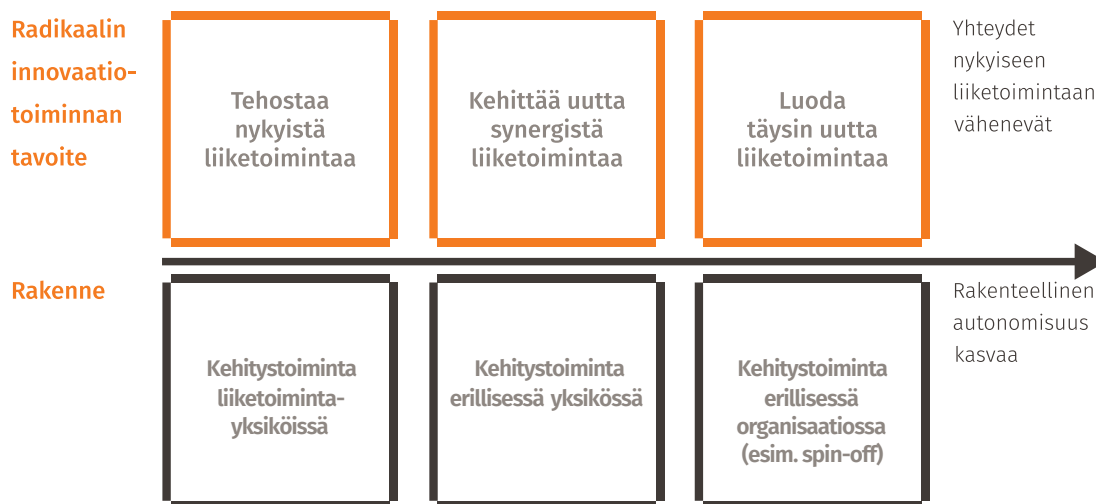 Radikaalin
innovaatio-
toiminnan
tavoite
Tehostaa
nykyistä
liiketoimintaa
Kehittää uutta
synergistä
liiketoimintaa
Luoda
täysin uutta
liiketoimintaa
Yhteydet
nykyiseen
liiketoimintaan
vähenevät
Rakenne
Kehitystoiminta
liiketoiminta-
yksiköissä
Kehitystoiminta
erillisessä yksikössä
Kehitystoiminta
erillisessä
organisaatiossa
(esim. spin-off)
Rakenteellinen
autonomisuus
kasvaa